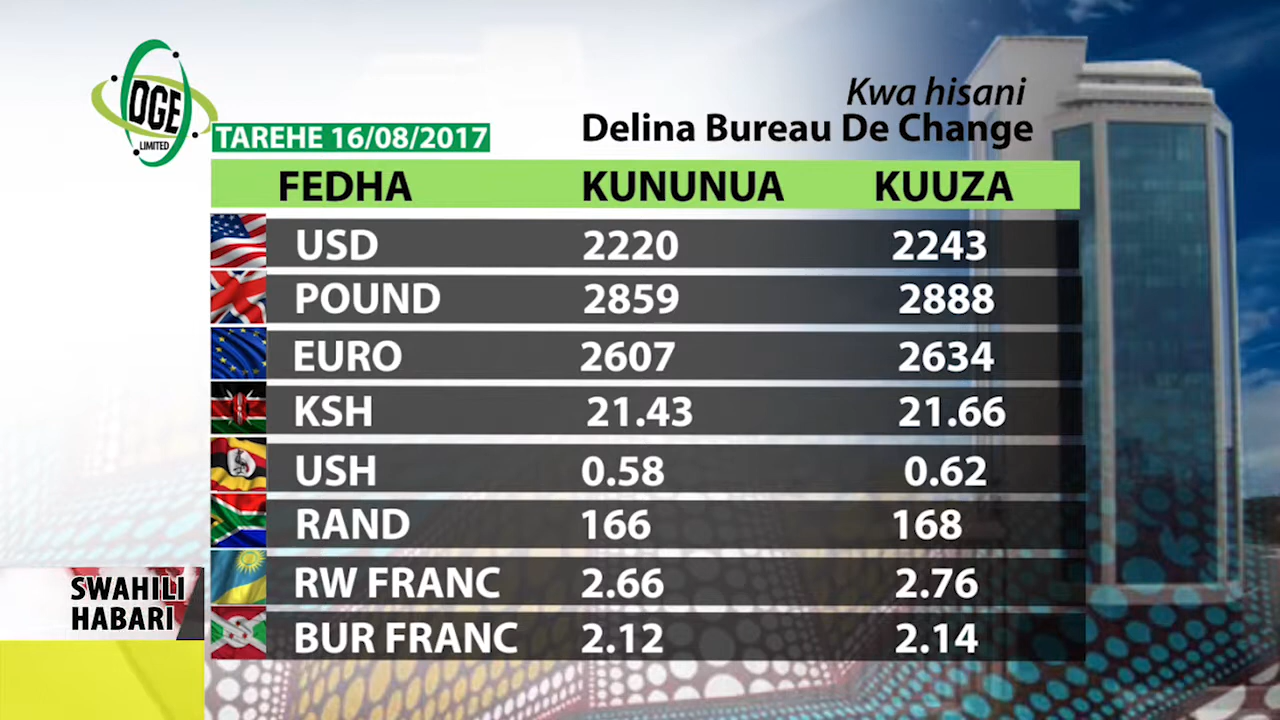 DGE
LIMITED
TAREHE 16/08/2017
Kwa hisani
Delina Bureau De Change
FEDHA KUNUNUA KUUZA
USD 2220 2243
POUND 2859 2888
EURO 2607 2634
KSH 21.43 21.66
USH 0.58 0.62
RAND 166 168
RW FRANC 2.66 2.76
BUR FRANC 2.12 2.14
SWAHILI
HABARI